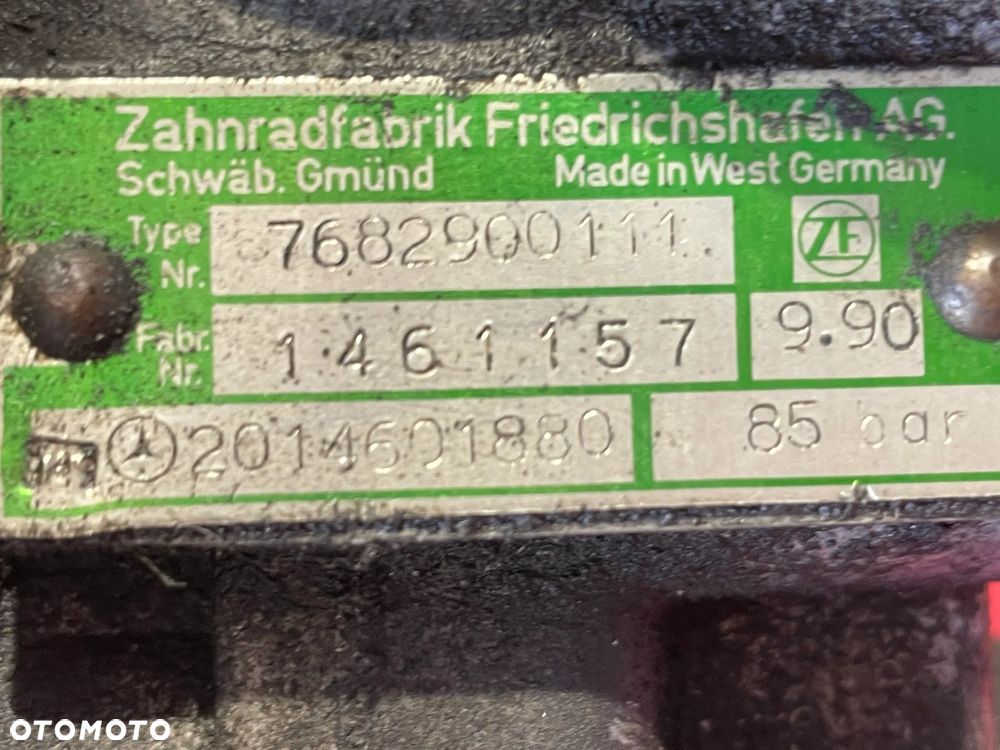 Zahnradfabrik Friedrichshafen AG.
Schwäb. Gmünd Made in West Germany
Type Nr. 7682900111. ZF
Fabr. Nr. 1461157 9.90
2014601880 85 bar
OTOMOTO